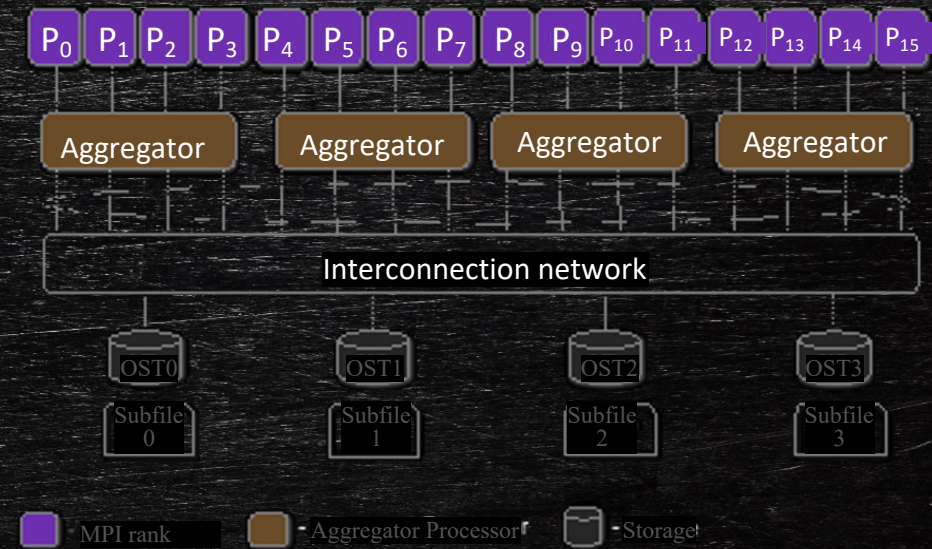 P0 P1 P2 P3 P4 P5 P6 P7 P8 P9 P10 P11 P12 P13 P14 P15
Aggregator Aggregator Aggregator Aggregator
Interconnection network
OST0 OST1 OST2 OST3
Subfile Subfile Subfile Subfile
0 1 2 3
- MPI rank - Aggregator Processor - Storage